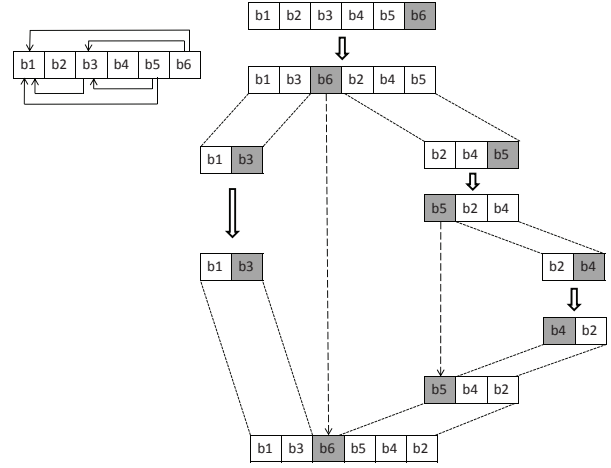 b1 b2 b3 b4 b5 b6
b1 b2 b3 b4 b5 b6
b1 b3 b6 b2 b4 b5
b1 b3
b2 b4 b5
b5 b2 b4
b1 b3
b2 b4
b4 b2
b5 b4 b2
b1 b3 b6 b5 b4 b2